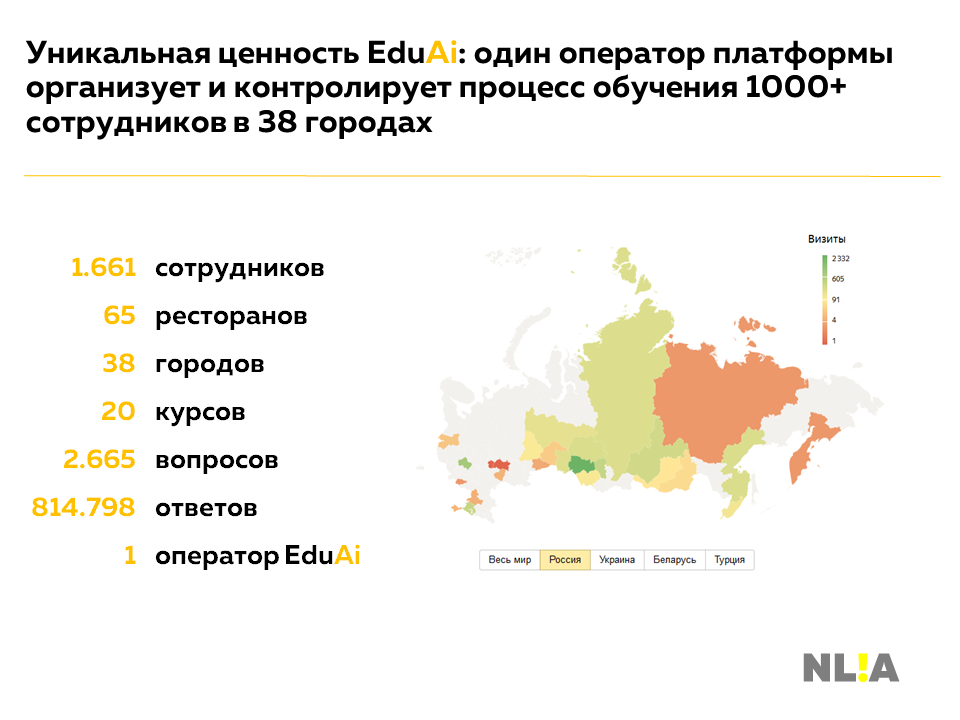 Уникальная ценность EduAi: один оператор платформы
организует и контролирует процесс обучения 1000+
сотрудников в 38 городах
1.661 сотрудников
65 ресторанов
38 городов
20 курсов
2.665 вопросов
814.798 ответов
1 оператор EduAi
Визиты
2 332
605
91
4
1
Весь мир Россия Украина Беларусь Турция
NL!A